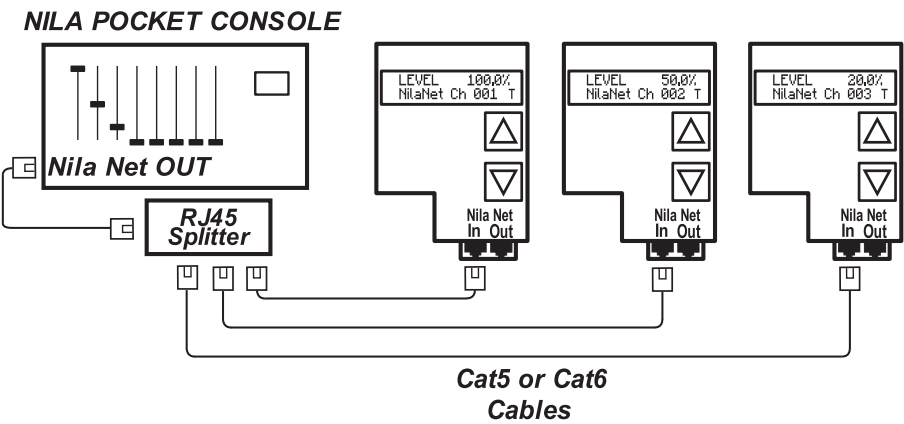 NILA POCKET CONSOLE
Nila Net OUT
RJ45
Splitter
LEVEL 100.0%
NilaNet Ch 001 T
Nila Net
In Out
LEVEL 50.0%
NilaNet Ch 002 T
Nila Net
In Out
LEVEL 20.0%
NilaNet Ch 003 T
Nila Net
In Out
Cat5 or Cat6
Cables